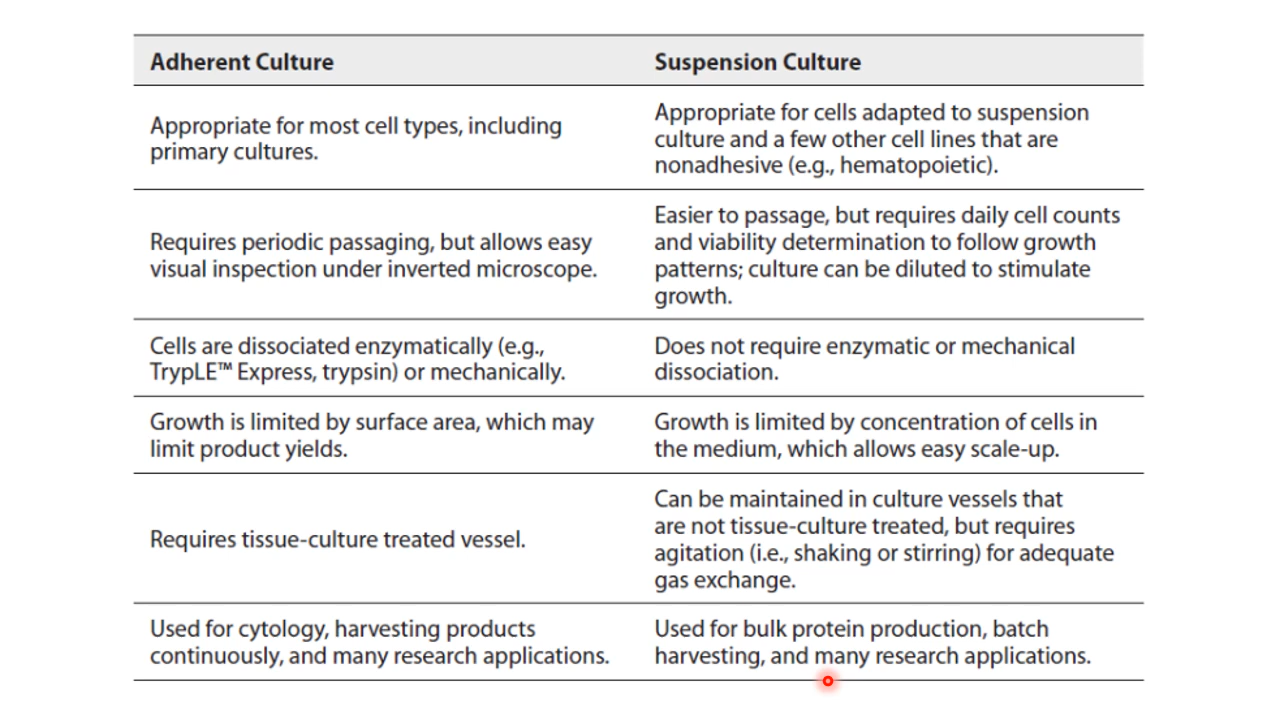 Adherent Culture
Suspension Culture
Appropriate for most cell types, including
primary cultures.
Appropriate for cells adapted to suspension
culture and a few other cell lines that are
nonadhesive (e.g., hematopoietic).
Requires periodic passaging, but allows easy
visual inspection under inverted microscope.
Easier to passage, but requires daily cell counts
and viability determination to follow growth
patterns; culture can be diluted to stimulate
growth.
Cells are dissociated enzymatically (e.g.,
TrypLE™ Express, trypsin) or mechanically.
Does not require enzymatic or mechanical
dissociation.
Growth is limited by surface area, which may
limit product yields.
Growth is limited by concentration of cells in
the medium, which allows easy scale-up.
Requires tissue-culture treated vessel.
Can be maintained in culture vessels that
are not tissue-culture treated, but requires
agitation (i.e., shaking or stirring) for adequate
gas exchange.
Used for cytology, harvesting products
continuously, and many research applications.
Used for bulk protein production, batch
harvesting, and many research applications.